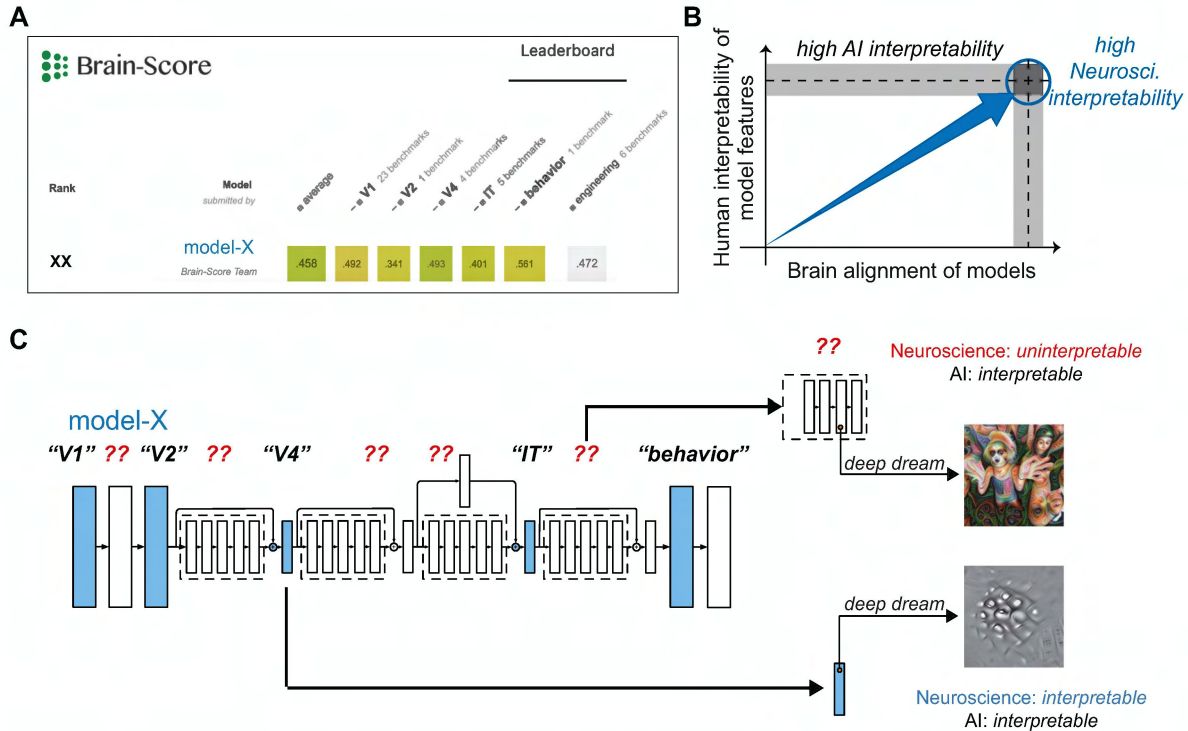 A
Brain-Score
Leaderboard
Rank
Model
submitted by
average
V1 23 benchmarks
V2 1 benchmark
V4 4 benchmarks
IT 5 benchmarks
behavior 1 benchmark
engineering 6 benchmarks
XX
model-X
Brain-Score Team
.458
.492
.341
.493
.401
.561
.472
B
Human interpretability of
model features
high AI interpretability
high
Neurosci.
interpretability
Brain alignment of models
C
model-X
“V1” ?? “V2” ?? “V4” ?? ?? “IT” ?? “behavior”
??
Neuroscience: uninterpretable
AI: interpretable
deep dream
deep dream
Neuroscience: interpretable
AI: interpretable